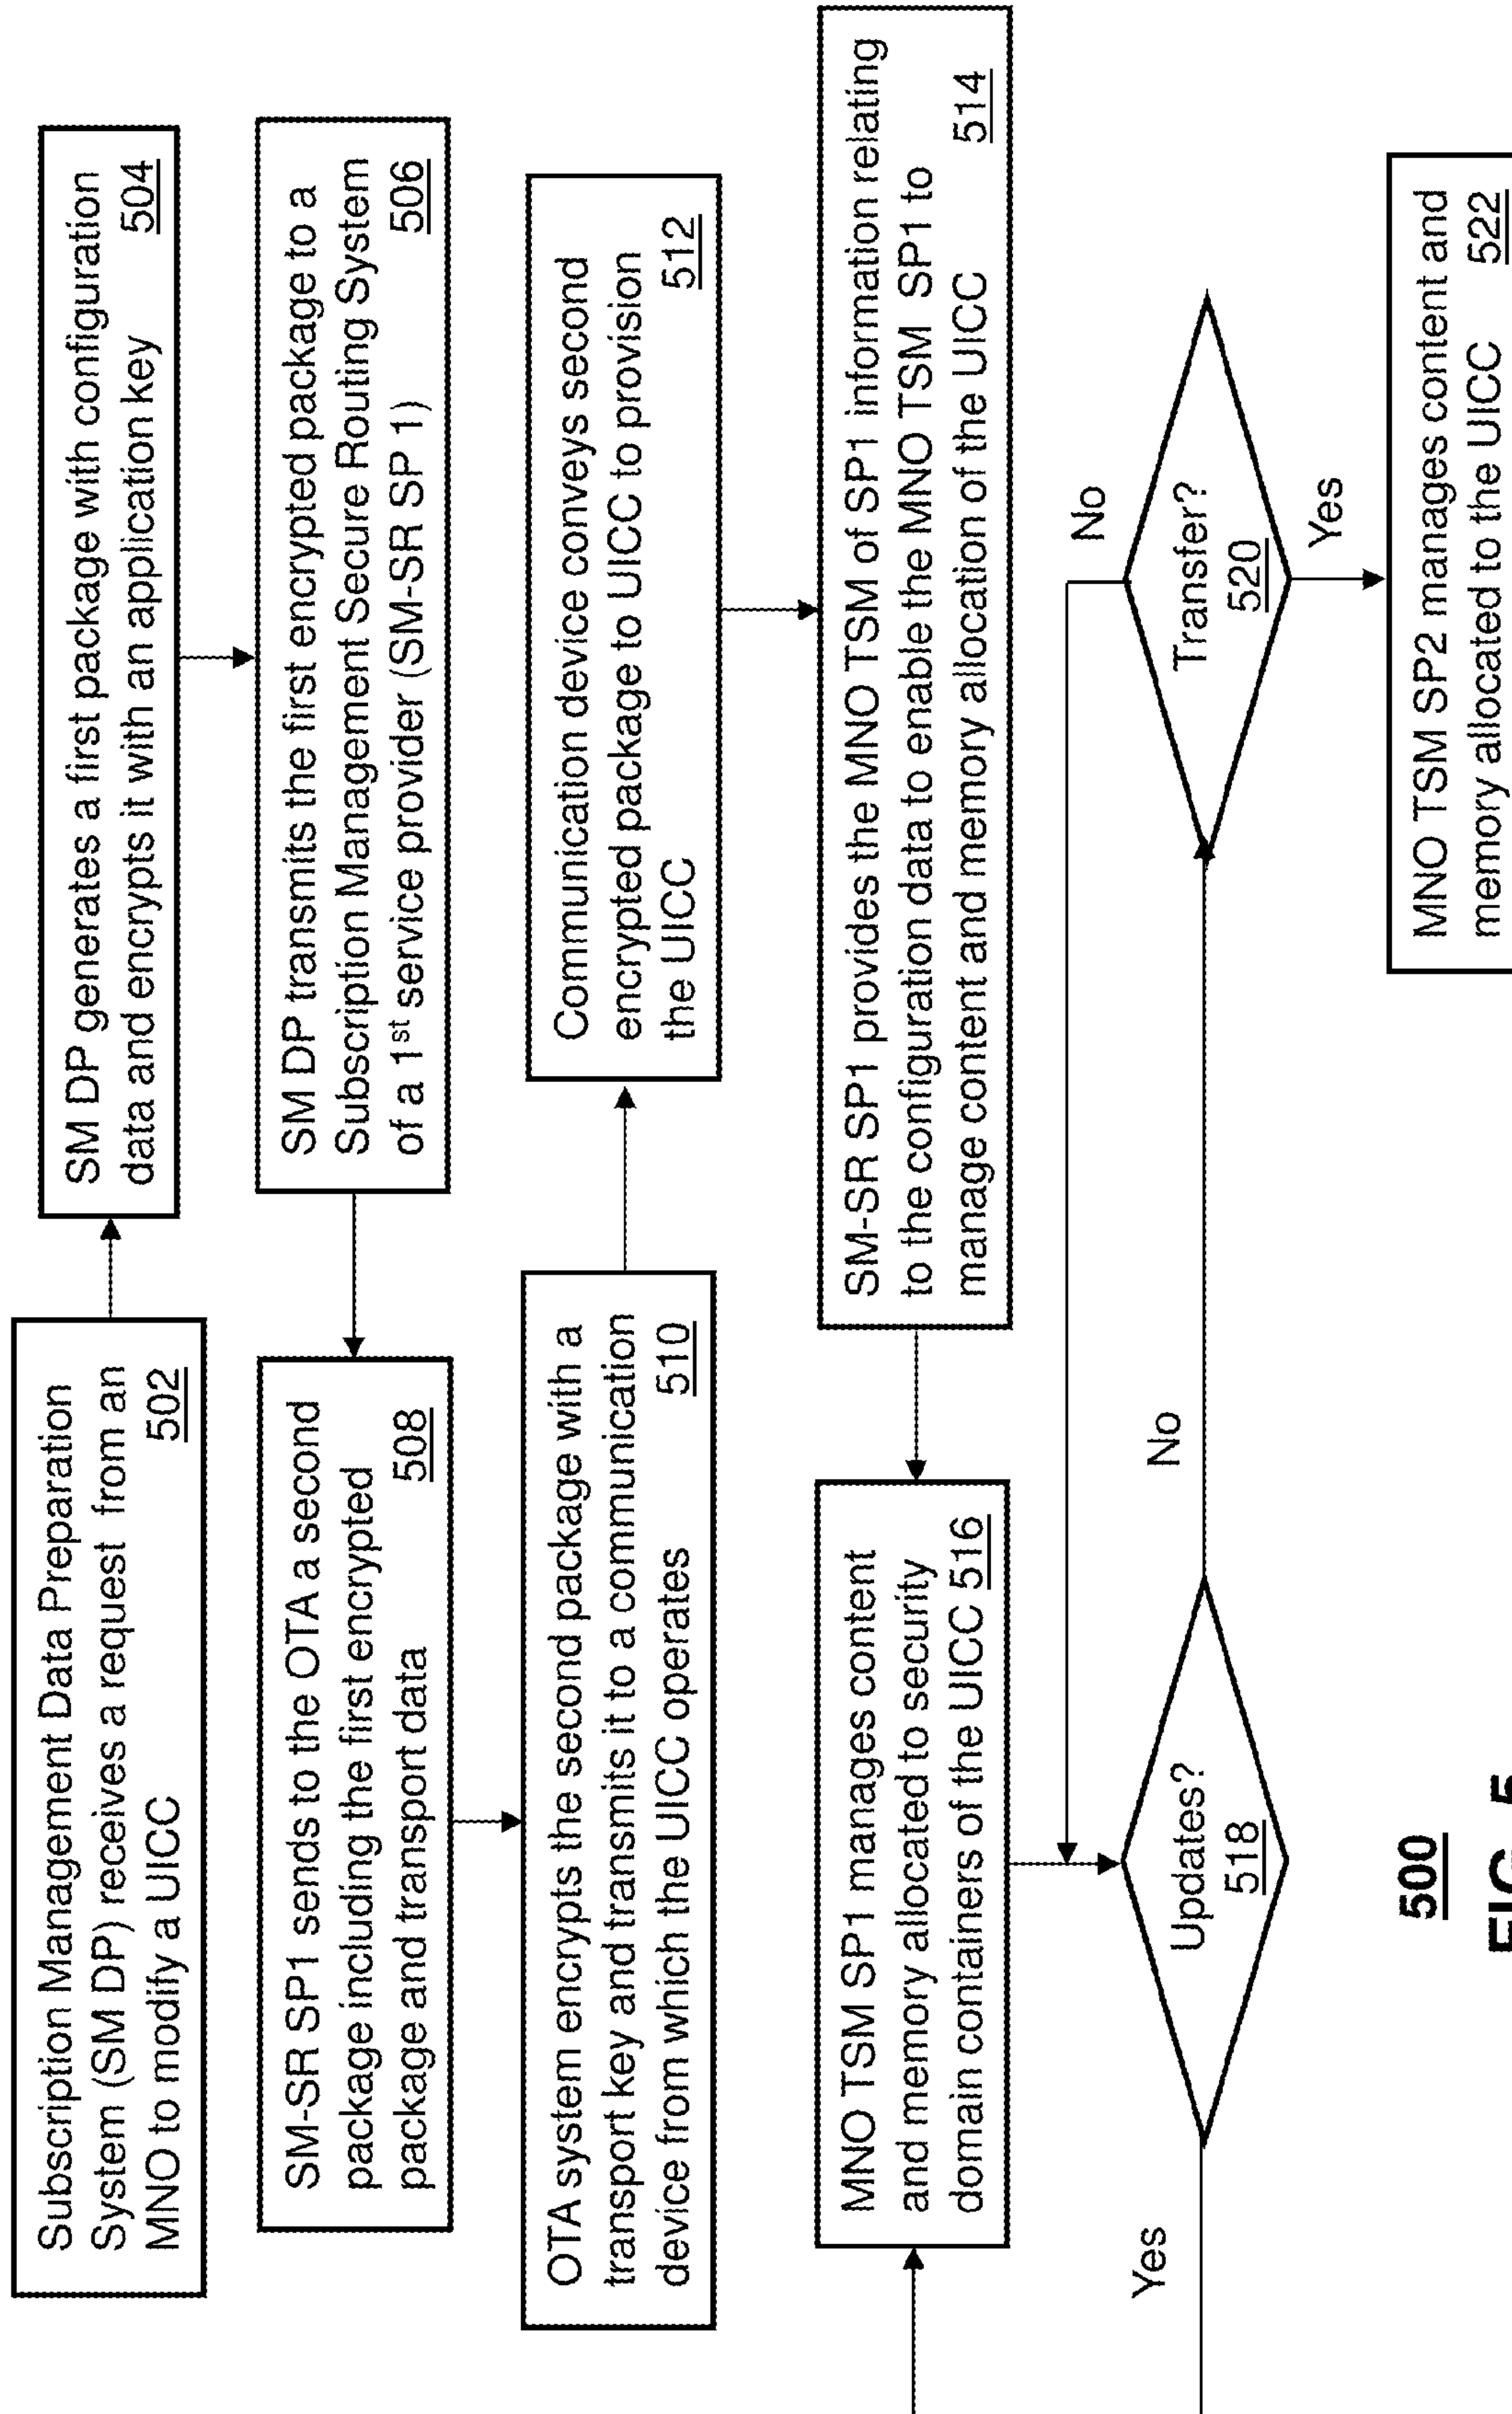 Subscription Management Data Preparation
System (SM DP) receives a request from an
MNO to modify a UICC 502
SM DP generates a first package with configuration
data and encrypts it with an application key 504
SM DP transmits the first encrypted package to a
Subscription Management Secure Routing System
of a 1st service provider (SM-SR SP 1) 506
SM-SR SP1 sends to the OTA a second
package including the first encrypted
package and transport data 508
OTA system encrypts the second package with a
transport key and transmits it to a communication
device from which the UICC operates 510
Communication device conveys second
encrypted package to UICC to provision
the UICC 512
SM-SR SP1 provides the MNO TSM of SP1 information relating
to the configuration data to enable the MNO TSM SP1 to
manage content and memory allocation of the UICC 514
MNO TSM SP1 manages content
and memory allocated to security
domain containers of the UICC 516
Updates?
518
Yes
No
Transfer?
520
No
Yes
MNO TSM SP2 manages content and
memory allocated to the UICC 522
500
FIG. 5